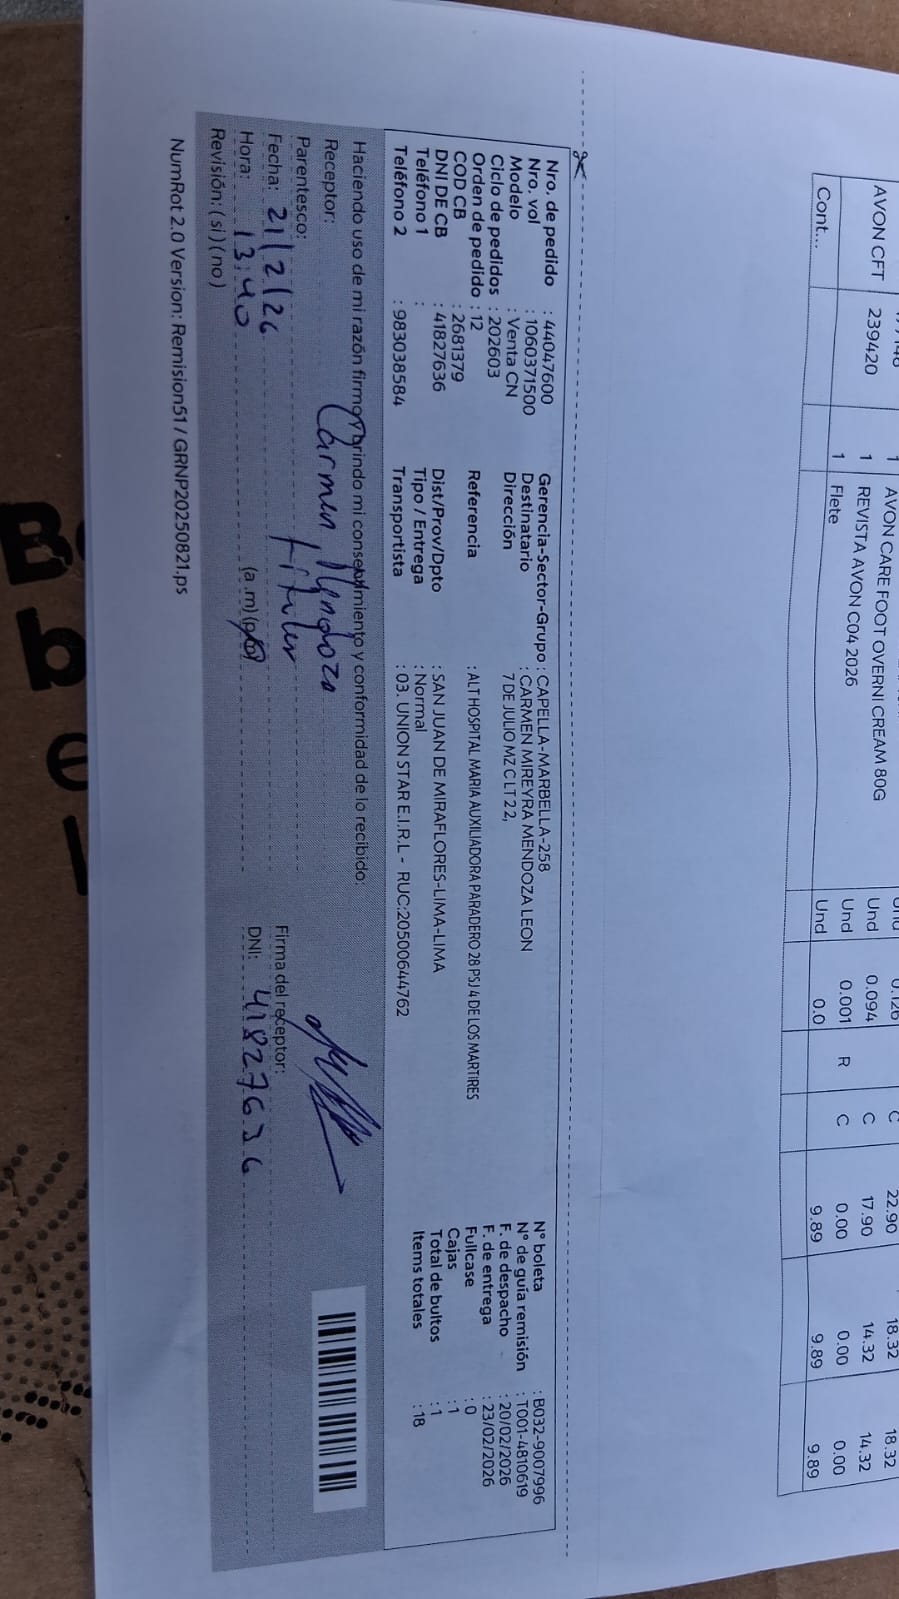 1
AVON CARE FOOT OVERNI CREAM 80G
Und
0.126
C
22.90
18.32
18.32
AVON CFT
239420
1
REVISTA AVON C04 2026
Und
0.094
C
17.90
14.32
14.32
1
Flete
Und
0.001
R
C
0.00
0.00
0.00
Cont...
Und
0.0
9.89
9.89
9.89
Nro. de pedido : 44047600
Nro. vol : 1060371500
Modelo : Venta CN
Ciclo de pedidos : 202603
Orden de pedido : 12
COD CB : 2681379
DNI DE CB : 41827636
Teléfono 1 :
Teléfono 2 : 983038584
Gerencia-Sector-Grupo : CAPELLA-MARBELLA-258
Destinatario : CARMEN MIREYRA MENDOZA LEON
Dirección 7 DE JULIO MZ C LT 22,
Referencia : ALT HOSPITAL MARIA AUXILIADORA PARADERO 28 PSJ 4 DE LOS MARTIRES
Dist/Prov/Dpto : SAN JUAN DE MIRAFLORES-LIMA-LIMA
Tipo / Entrega : Normal
Transportista : 03. UNION STAR E.I.R.L - RUC:20500644762
N° boleta : B032-9007996
N° de guía remisión : T001-4810619
F. de despacho : 20/02/2026
F. de entrega : 23/02/2026
Fullcase : 0
Cajas : 1
Total de bultos : 1
Items totales : 18
Haciendo uso de mi razón firmo brindo mi consentimiento y conformidad de lo recibido:
Receptor: Carmen Mendoza
Parentesco: Titular
Fecha: 21/2/26
Hora: 13:40 (a.m)(p.m)
Revisión: ( si ) ( no )
Firma del receptor:
DNI: 41827636
NumRot 2.0 Version: Remision51 / GRNP20250821.ps